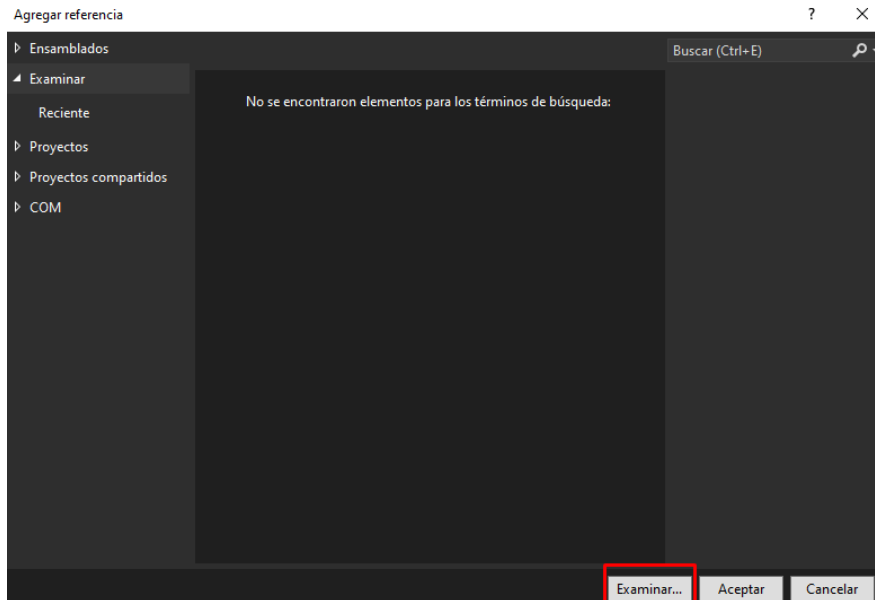 Agregar referencia
? ×
Ensamblados
Buscar (Ctrl+E)
Examinar
Reciente
No se encontraron elementos para los términos de búsqueda:
Proyectos
Proyectos compartidos
COM
Examinar... Aceptar Cancelar